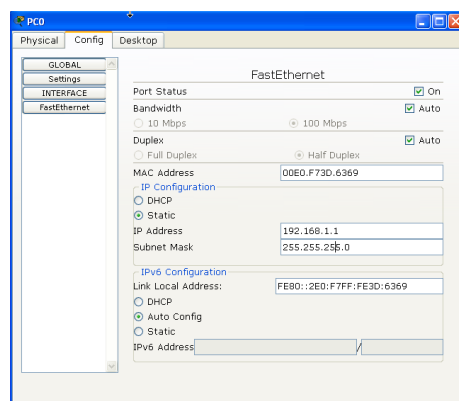 PC0
Physical Config Desktop
GLOBAL
Settings
INTERFACE
FastEthernet
FastEthernet
Port Status On
Bandwidth Auto
10 Mbps 100 Mbps
Duplex Auto
Full Duplex Half Duplex
MAC Address 00E0.F73D.6369
IP Configuration
DHCP
Static
IP Address 192.168.1.1
Subnet Mask 255.255.255.0
IPv6 Configuration
Link Local Address: FE80::2E0:F7FF:FE3D:6369
DHCP
Auto Config
Static
IPv6 Address /